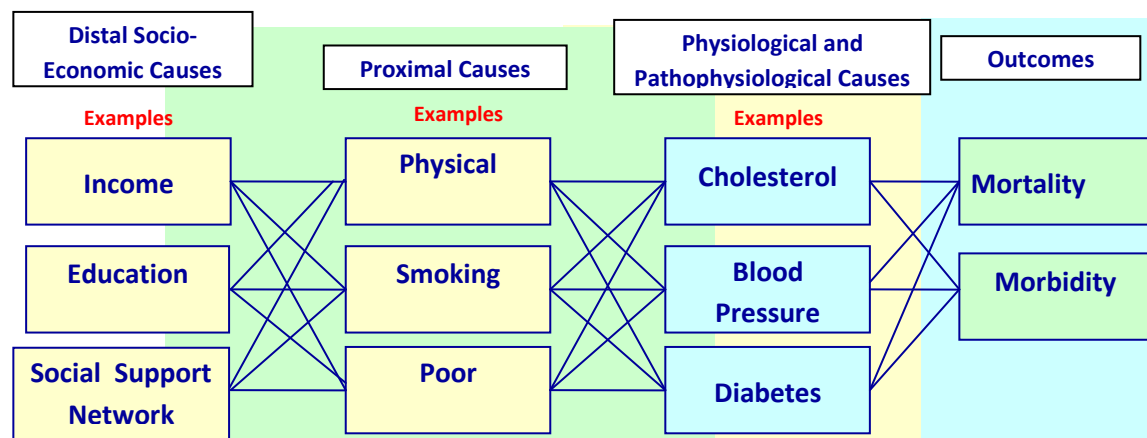 Distal Socio-
Economic Causes
Proximal Causes
Physiological and
Pathophysiological Causes
Outcomes
Examples
Examples
Examples
Income
Physical
Cholesterol
Mortality
Education
Smoking
Blood
Pressure
Morbidity
Social Support
Network
Poor
Diabetes